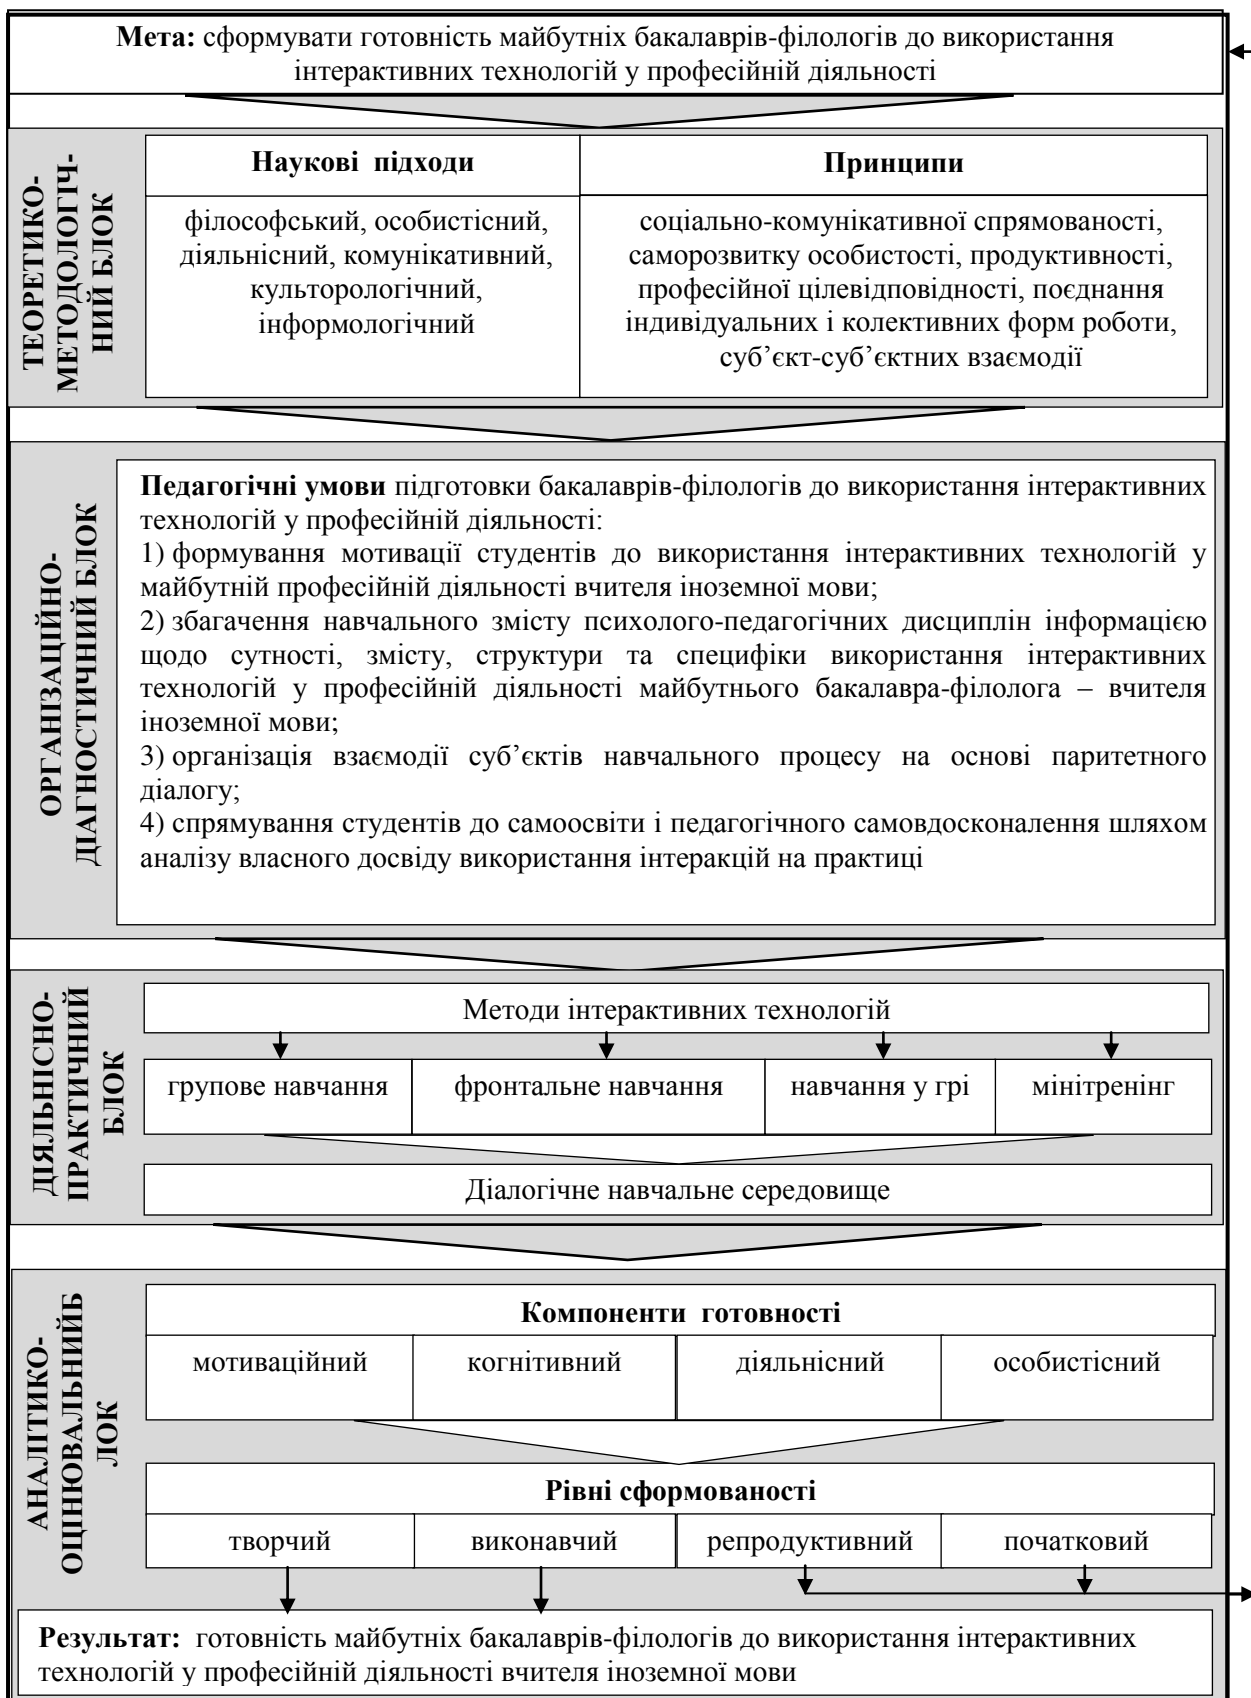 Мета: сформувати готовність майбутніх бакалаврів-філологів до використання
інтерактивних технологій у професійній діяльності
ТЕОРЕТИКО-
МЕТОДОЛОГІЧ-
НИЙ БЛОК
Наукові підходи
філософський, особистісний,
діяльнісний, комунікативний,
культорологічний,
інформологічний
Принципи
соціально-комунікативної спрямованості,
саморозвитку особистості, продуктивності,
професійної цілевідповідності, поєднання
індивідуальних і колективних форм роботи,
суб’єкт-суб’єктних взаємодії
ОРГАНІЗАЦІЙНО-
ДІАГНОСТИЧНИЙ БЛОК
Педагогічні умови підготовки бакалаврів-філологів до використання інтерактивних
технологій у професійній діяльності:
1) формування мотивації студентів до використання інтерактивних технологій у
майбутній професійній діяльності вчителя іноземної мови;
2) збагачення навчального змісту психолого-педагогічних дисциплін інформацією
щодо сутності, змісту, структури та специфіки використання інтерактивних
технологій у професійній діяльності майбутнього бакалавра-філолога – вчителя
іноземної мови;
3) організація взаємодії суб’єктів навчального процесу на основі паритетного
діалогу;
4) спрямування студентів до самоосвіти і педагогічного самовдосконалення шляхом
аналізу власного досвіду використання інтеракцій на практиці
ДІЯЛЬНІСНО-
ПРАКТИЧНИЙ
БЛОК
Методи інтерактивних технологій
групове навчання
фронтальне навчання
навчання у грі
мінітренінг
Діалогічне навчальне середовище
АНАЛІТИКО-
ОЦІНЮВАЛЬНИЙБ
ЛОК
Компоненти готовності
мотиваційний
когнітивний
діяльнісний
особистісний
Рівні сформованості
творчий
виконавчий
репродуктивний
початковий
Результат: готовність майбутніх бакалаврів-філологів до використання інтерактивних
технологій у професійній діяльності вчителя іноземної мови